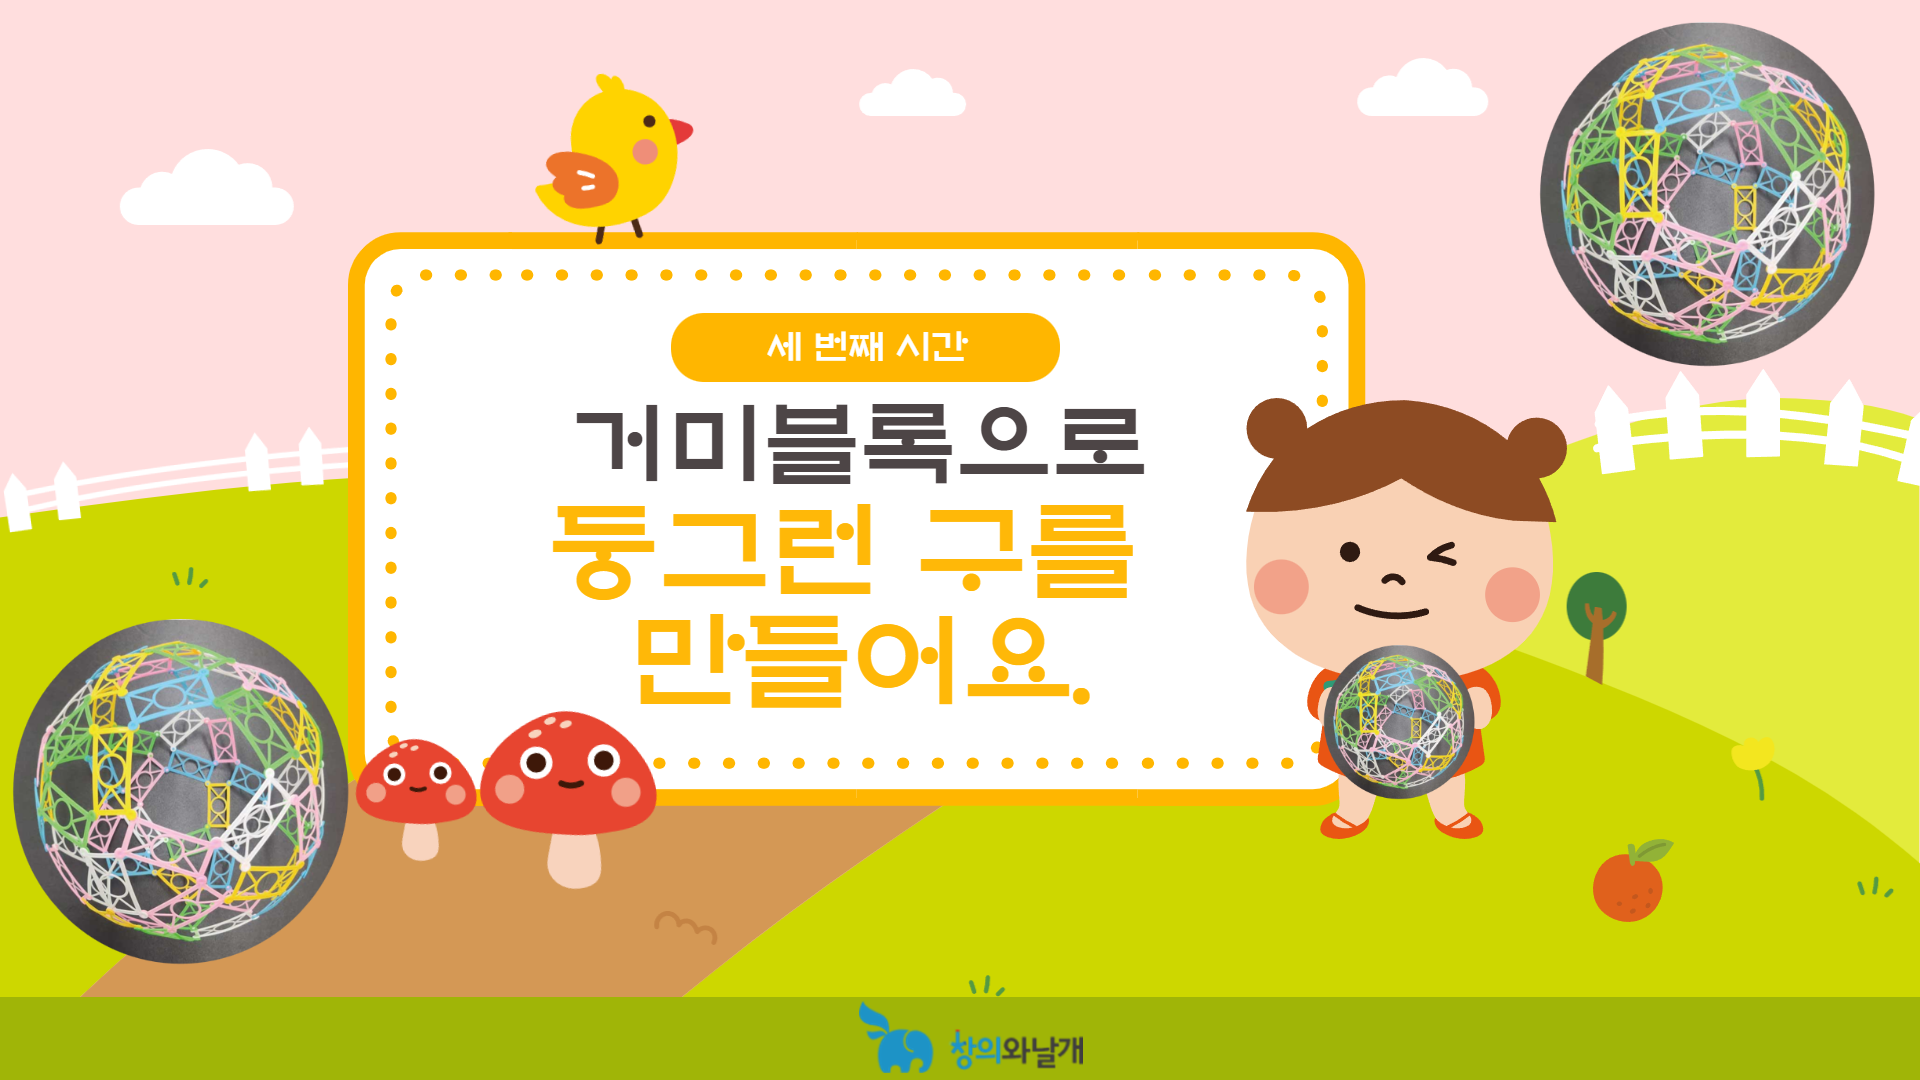 세 번째 시간
거미블록으로
둥그런 구를
만들어요.
창의와날개